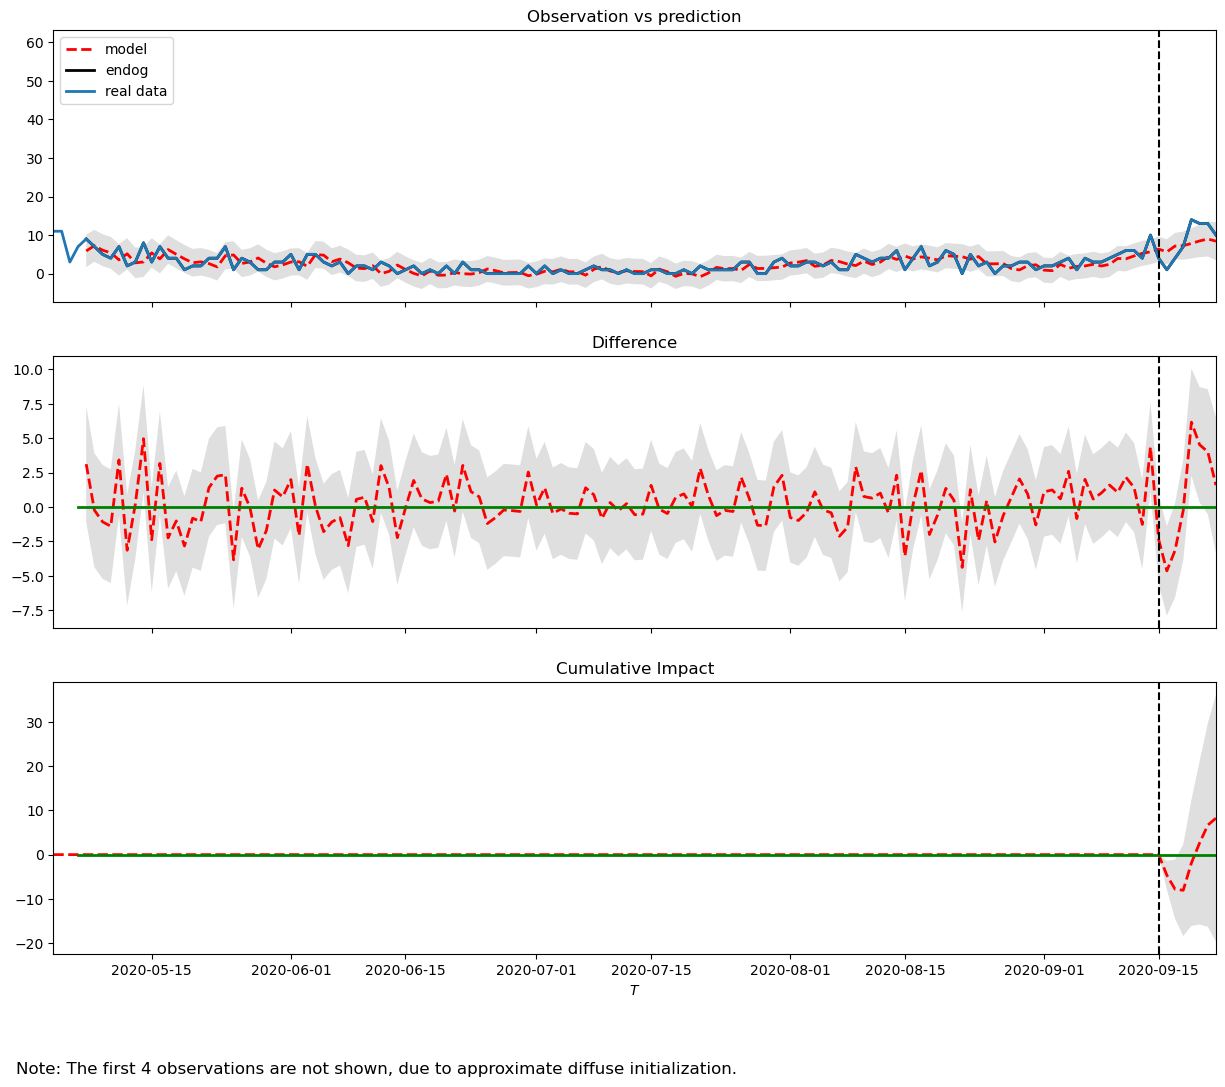 Observation vs prediction
60
50
40
30
20
10
0
model
endog
real data
Difference
10.0
7.5
5.0
2.5
0.0
−2.5
−5.0
−7.5
Cumulative Impact
30
20
10
0
−10
−20
2020-05-15 2020-06-01 2020-06-15 2020-07-01 2020-07-15 2020-08-01 2020-08-15 2020-09-01 2020-09-15
T
Note: The first 4 observations are not shown, due to approximate diffuse initialization.